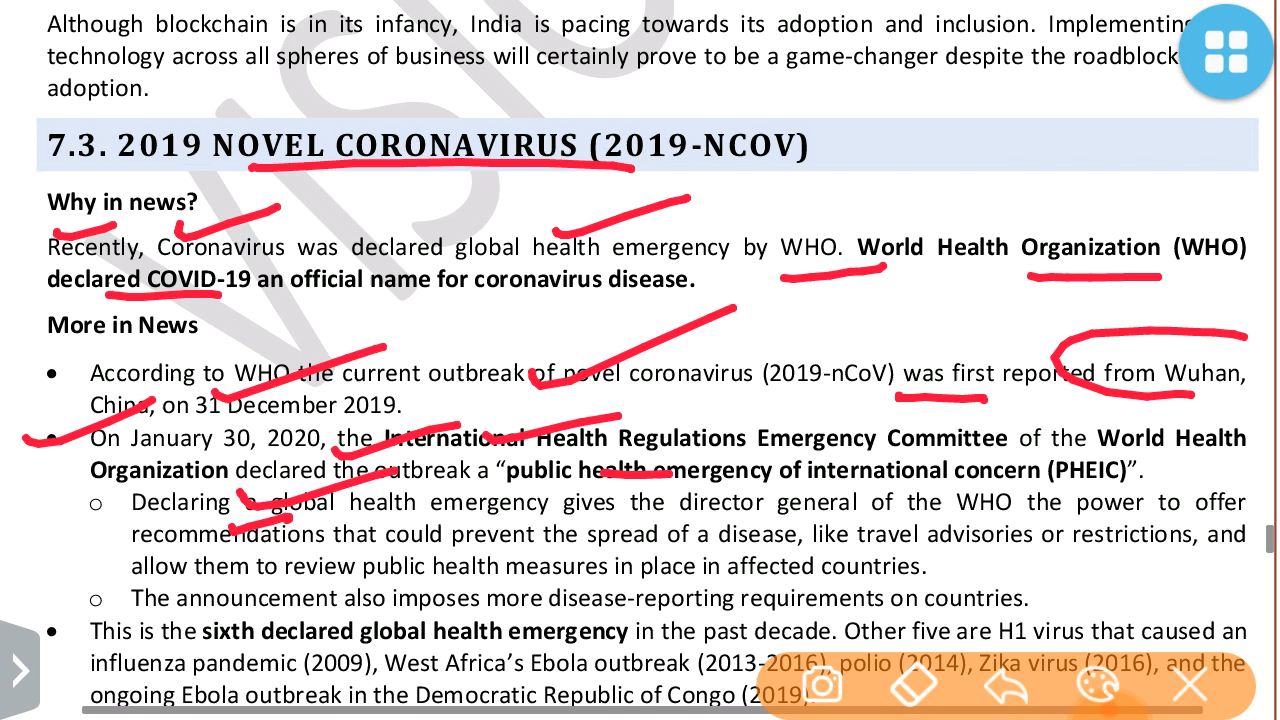 Although blockchain is in its infancy, India is pacing towards its adoption and inclusion. Implementing
technology across all spheres of business will certainly prove to be a game-changer despite the roadblock
adoption.
7.3. 2019 NOVEL CORONAVIRUS (2019-NCOV)
Why in news?
Recently, Coronavirus was declared global health emergency by WHO. World Health Organization (WHO)
declared COVID-19 an official name for coronavirus disease.
More in News
• According to WHO the current outbreak of novel coronavirus (2019-nCoV) was first reported from Wuhan,
China, on 31 December 2019.
• On January 30, 2020, the International Health Regulations Emergency Committee of the World Health
Organization declared the outbreak a “public health emergency of international concern (PHEIC)”.
o Declaring a global health emergency gives the director general of the WHO the power to offer
recommendations that could prevent the spread of a disease, like travel advisories or restrictions, and
allow them to review public health measures in place in affected countries.
o The announcement also imposes more disease-reporting requirements on countries.
• This is the sixth declared global health emergency in the past decade. Other five are H1 virus that caused an
influenza pandemic (2009), West Africa’s Ebola outbreak (2013-2016), polio (2014), Zika virus (2016), and the
ongoing Ebola outbreak in the Democratic Republic of Congo (2019).